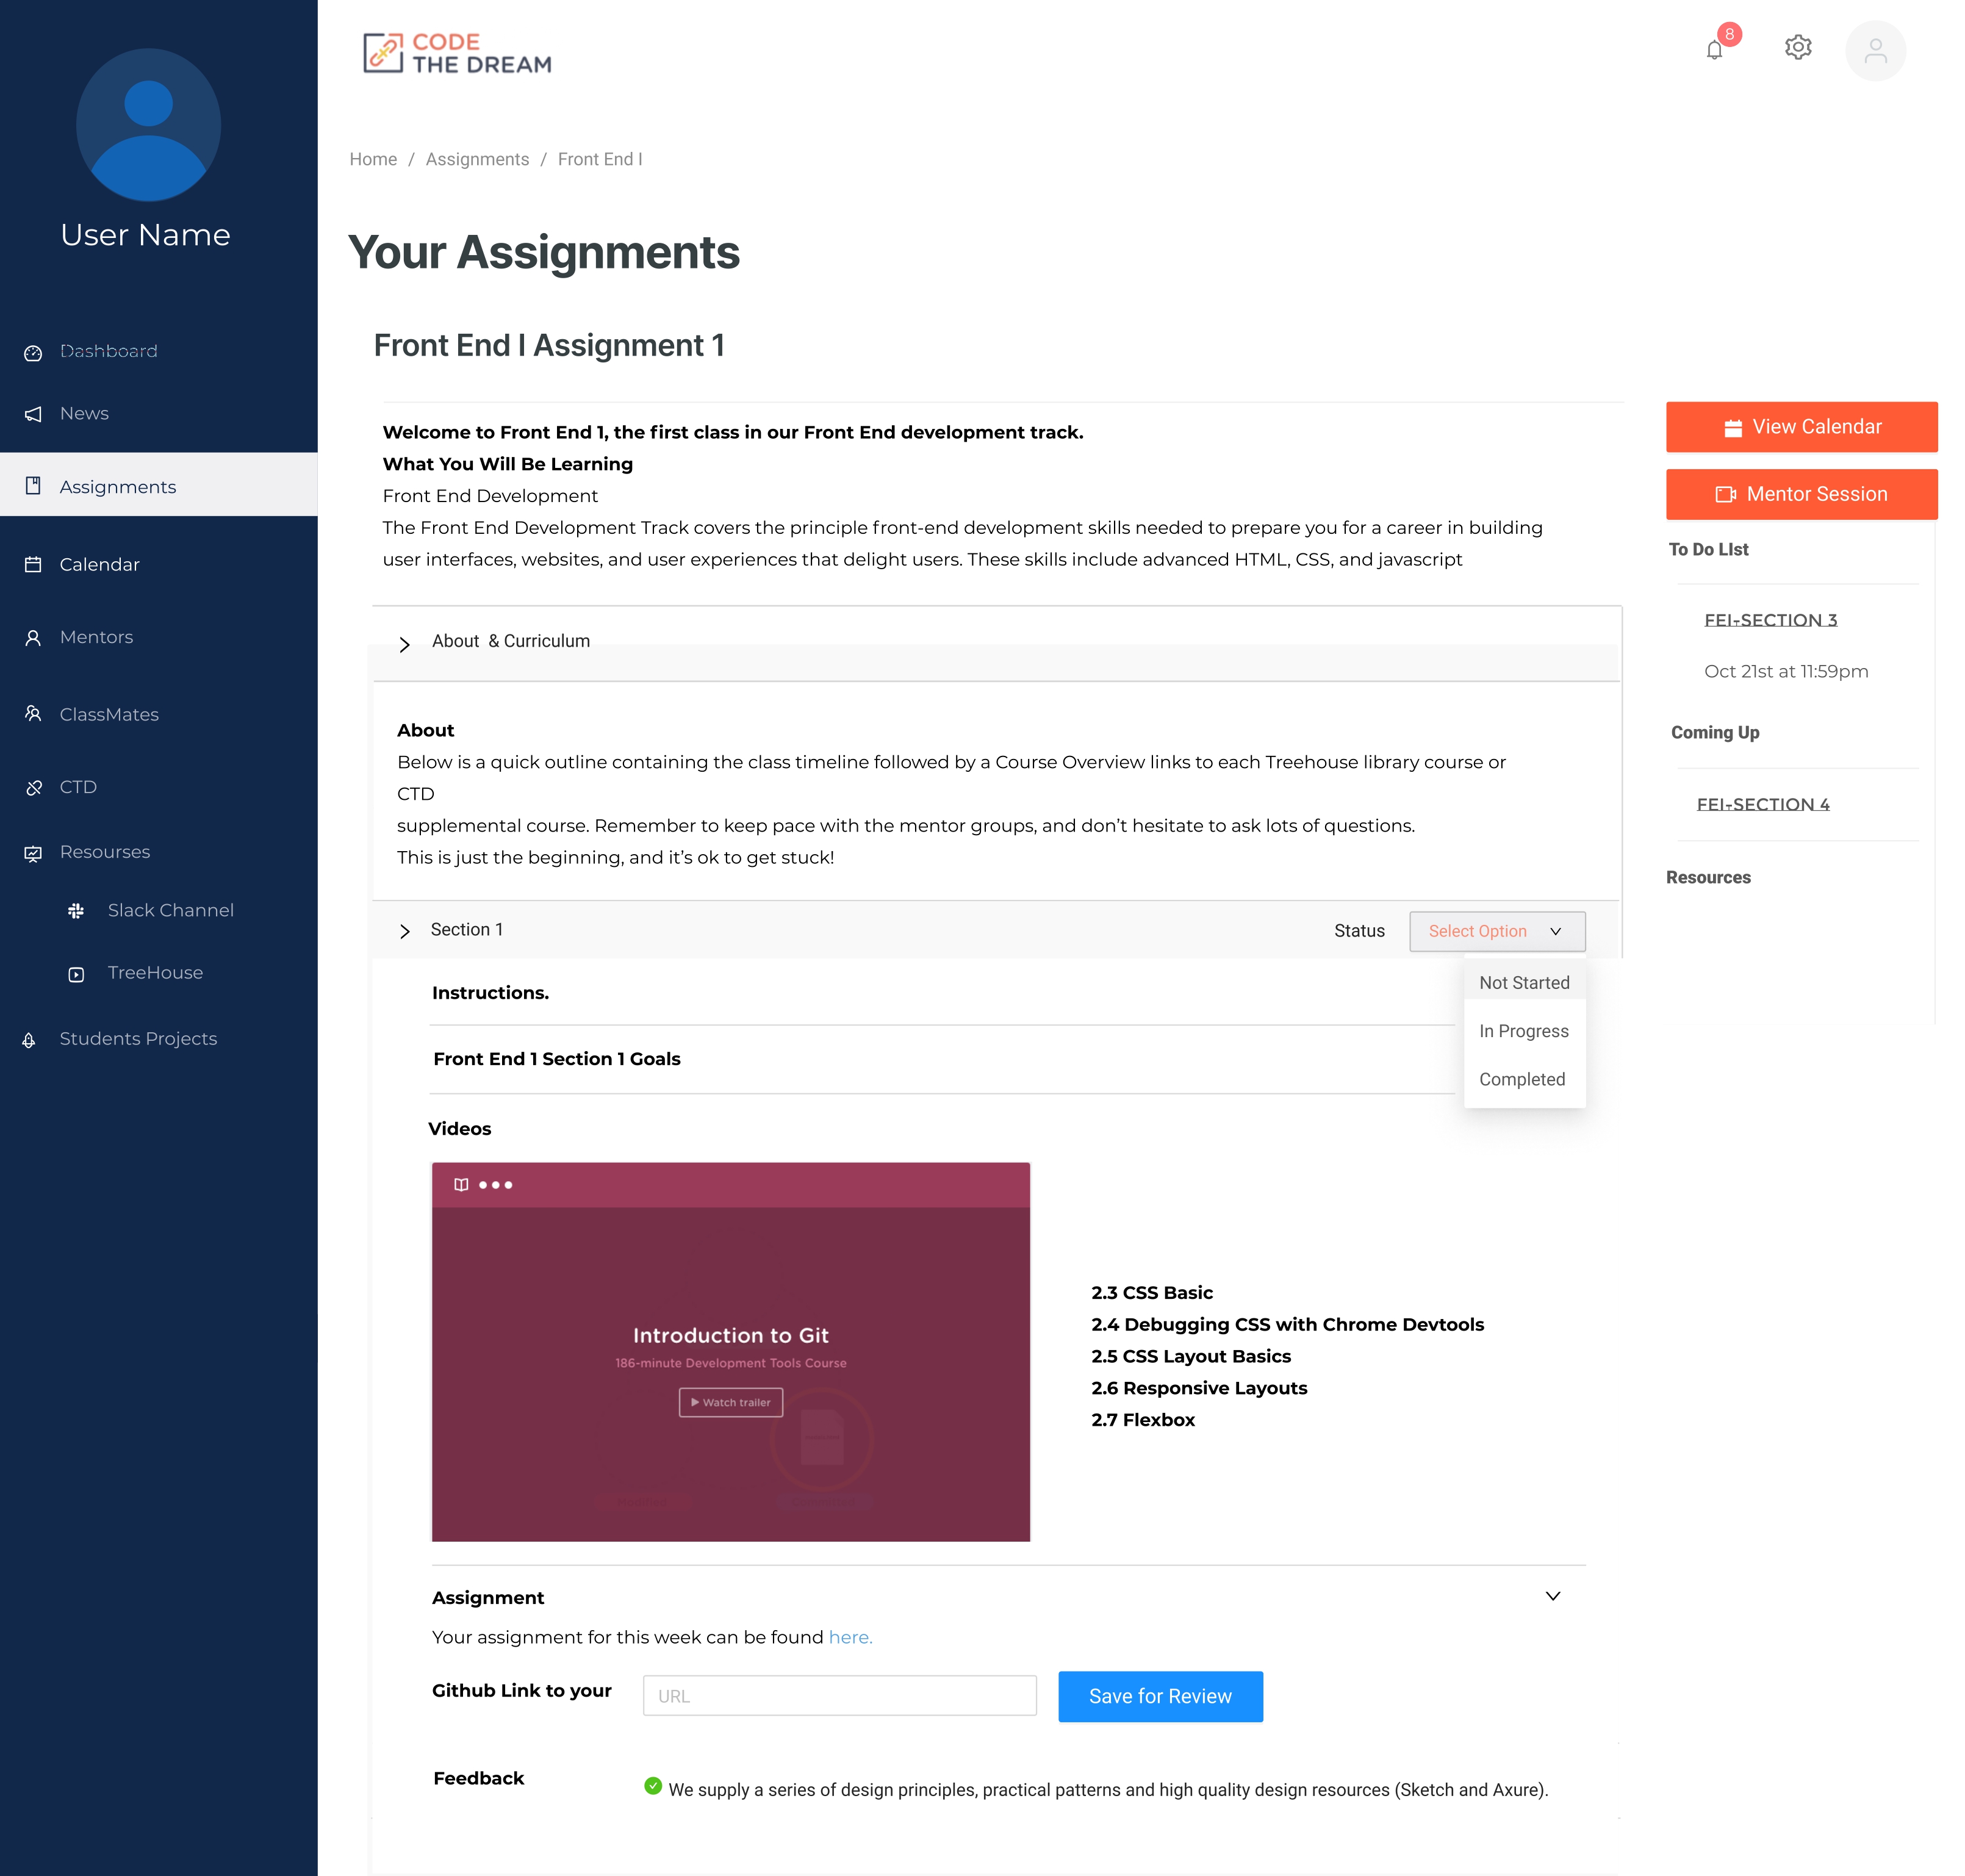 User Name
Dashboard
News
Assignments
Calendar
Mentors
ClassMates
CTD
Resourses
Slack Channel
TreeHouse
Students Projects
CODE
THE DREAM
8
Home / Assignments / Front End I
Your Assignments
Front End I Assignment 1
Welcome to Front End 1, the first class in our Front End development track.
What You Will Be Learning
Front End Development
The Front End Development Track covers the principle front-end development skills needed to prepare you for a career in building
user interfaces, websites, and user experiences that delight users. These skills include advanced HTML, CSS, and javascript
About & Curriculum
About
Below is a quick outline containing the class timeline followed by a Course Overview links to each Treehouse library course or
CTD
supplemental course. Remember to keep pace with the mentor groups, and don't hesitate to ask lots of questions.
This is just the beginning, and it's ok to get stuck!
Section 1
Status
Select Option
Not Started
In Progress
Completed
Instructions.
Front End 1 Section 1 Goals
Videos
Introduction to Git
186-minute Development Tools Course
Watch trailer
2.3 CSS Basic
2.4 Debugging CSS with Chrome Devtools
2.5 CSS Layout Basics
2.6 Responsive Layouts
2.7 Flexbox
Assignment
Your assignment for this week can be found here.
Github Link to your
URL
Save for Review
Feedback
We supply a series of design principles, practical patterns and high quality design resources (Sketch and Axure).
View Calendar
Mentor Session
To Do LIst
FEI-SECTION 3
Oct 21st at 11:59pm
Coming Up
FEI-SECTION 4
Resources